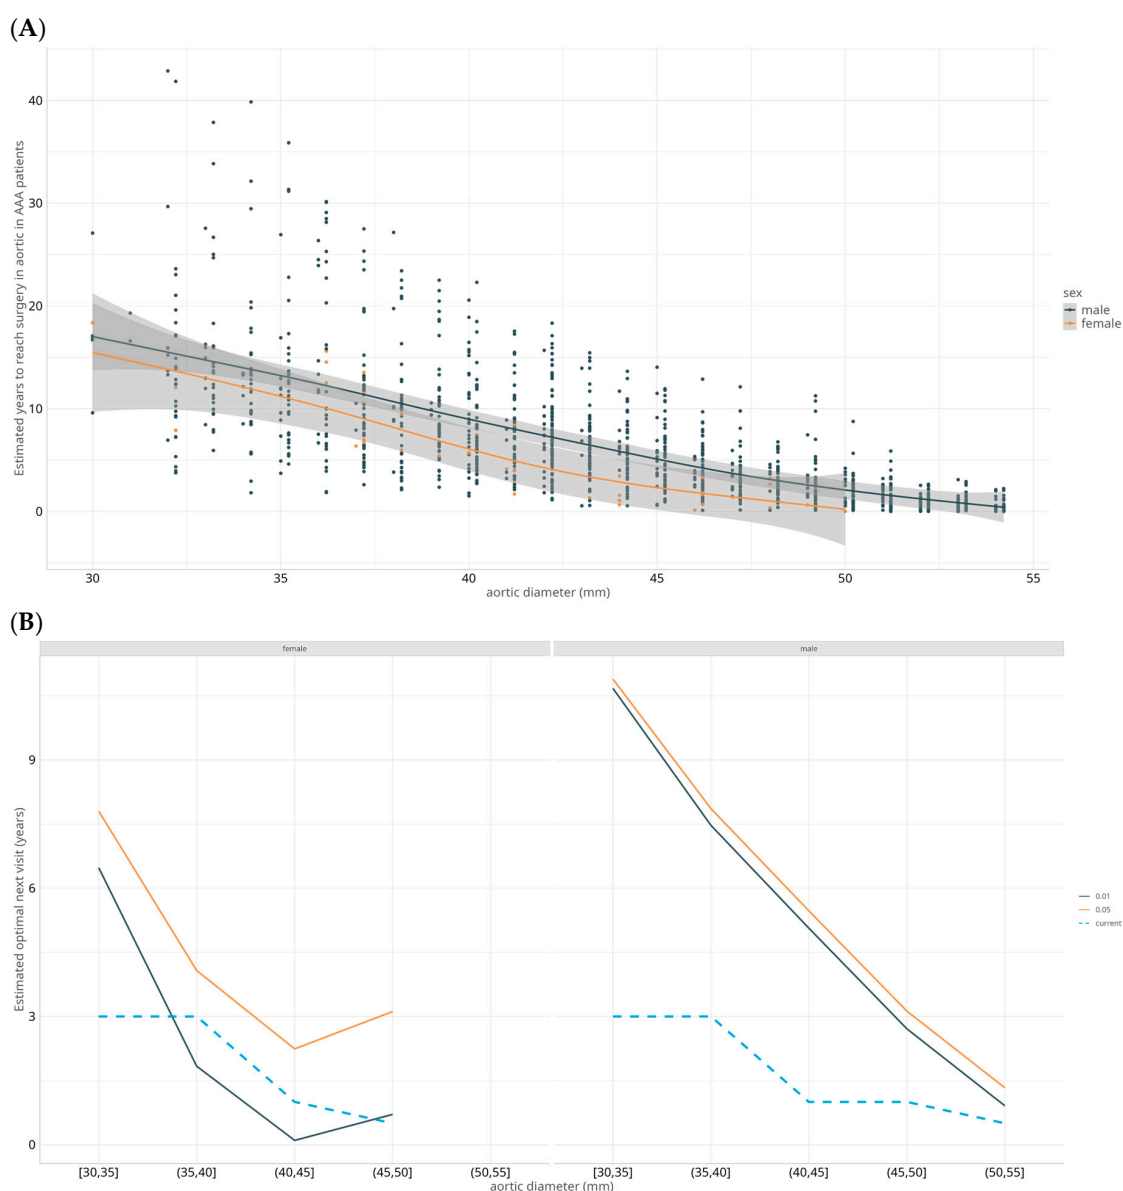 (A)
Estimated years to reach surgery in aortic in AAA patients
40
30
20
10
0
30 35 40 45 50 55
aortic diameter (mm)
sex
male
female
(B)
female male
Estimated optimal next visit (years)
9
6
3
0
0.01
0.05
current
[30,35] (35,40] (40,45] (45,50] (50,55] [30,35] (35,40] (40,45] (45,50] (50,55]
aortic diameter (mm)